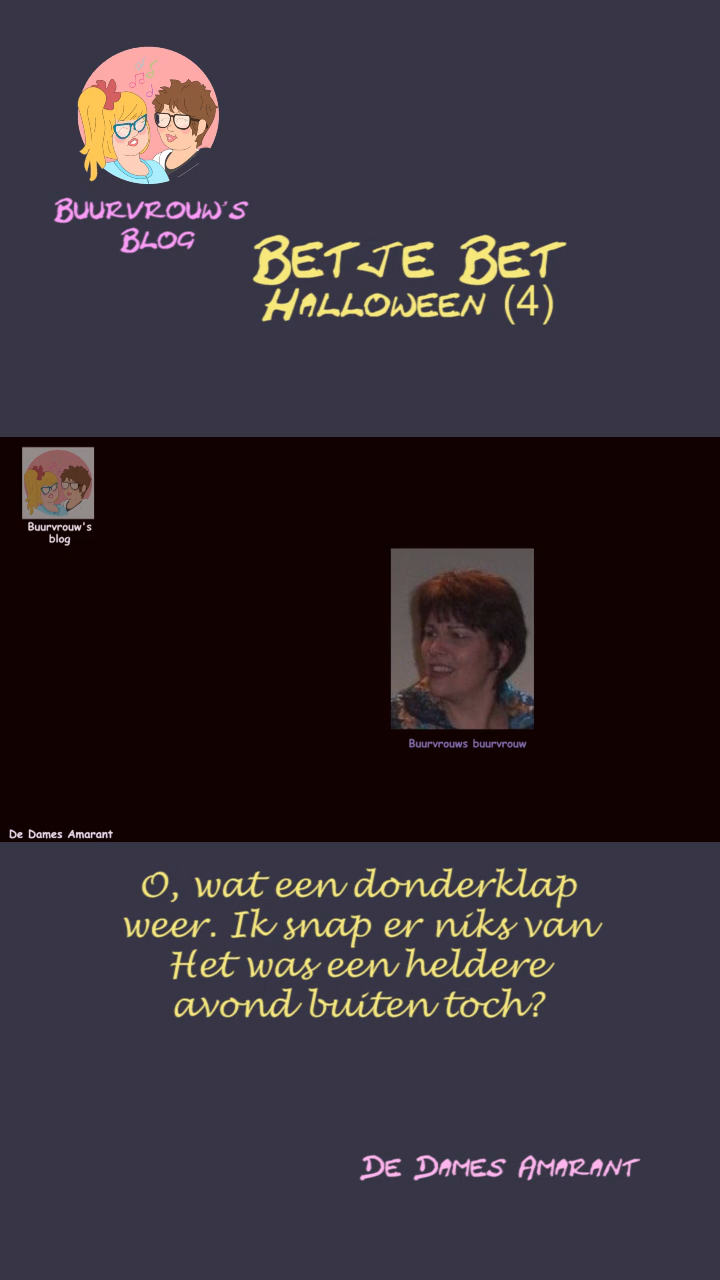 BUURVROUW'S
BLOG
BETJE BET
HALLOWEEN (4)
Buurvrouw's
blog
Buurvrouws buurvrouw
De Dames Amarant
O, wat een donderklap
weer. Ik snap er niks van
Het was een heldere
avond buiten toch?
DE DAMES AMARANT